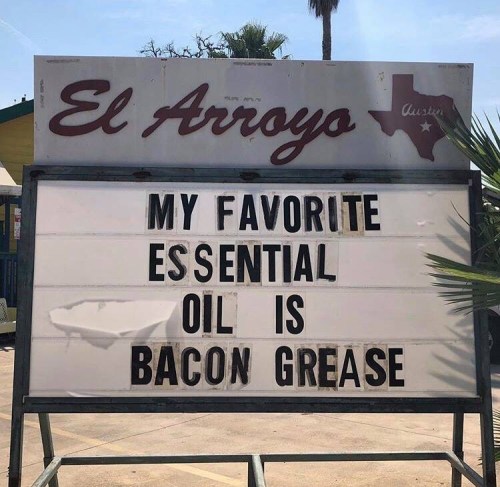 El Arroyo
Austin
MY FAVORITE
ESSENTIAL
OIL IS
BACON GREASE